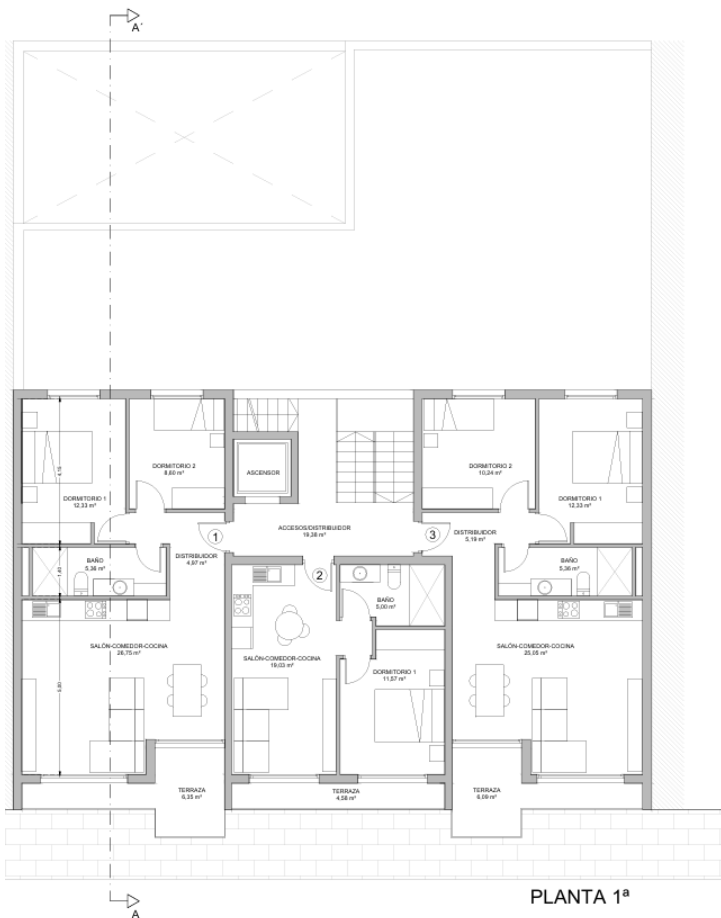 A´
DORMITORIO 2
8,80 m²
ASCENSOR
DORMITORIO 2
10,24 m²
4,15
DORMITORIO 1
12,33 m²
DORMITORIO 1
12,33 m²
ACCESOS/DISTRIBUIDOR
19,38 m²
1
3
DISTRIBUIDOR
5,19 m²
DISTRIBUIDOR
4,97 m²
BAÑO
5,36 m²
1,40
2
BAÑO
5,00 m²
BAÑO
5,36 m²
SALÓN-COMEDOR-COCINA
26,75 m²
SALÓN-COMEDOR-COCINA
19,03 m²
SALÓN-COMEDOR-COCINA
25,05 m²
DORMITORIO 1
11,57 m²
TERRAZA
6,35 m²
TERRAZA
4,58 m²
TERRAZA
6,09 m²
A
PLANTA 1ª